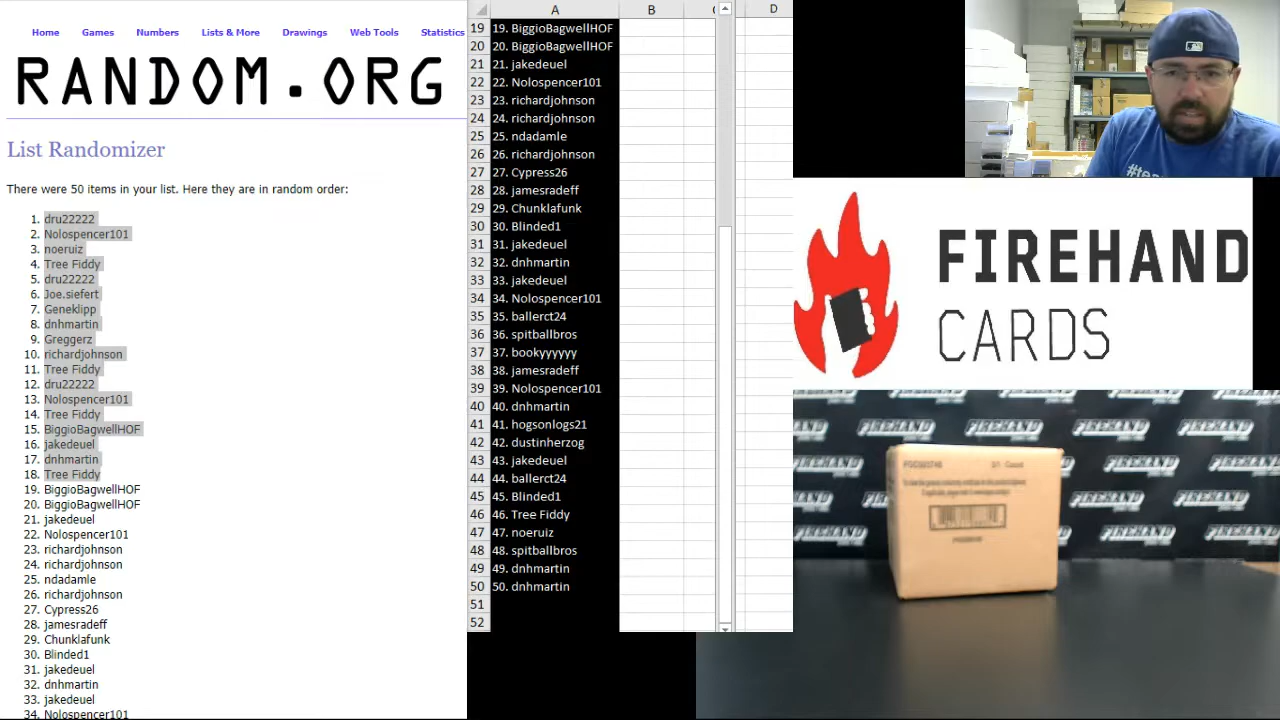 Home Games Numbers Lists & More Drawings Web Tools Statistics
RANDOM.ORG
List Randomizer
There were 50 items in your list. Here they are in random order:
1. dru22222
2. Nolospencer101
3. noeruiz
4. Tree Fiddy
5. dru22222
6. Joe.siefert
7. Geneklipp
8. dnhmartin
9. Greggerz
10. richardjohnson
11. Tree Fiddy
12. dru22222
13. Nolospencer101
14. Tree Fiddy
15. BiggioBagwellHOF
16. jakedeuel
17. dnhmartin
18. Tree Fiddy
19. BiggioBagwellHOF
20. BiggioBagwellHOF
21. jakedeuel
22. Nolospencer101
23. richardjohnson
24. richardjohnson
25. ndadamle
26. richardjohnson
27. Cypress26
28. jamesradeff
29. Chunklafunk
30. Blinded1
31. jakedeuel
32. dnhmartin
33. jakedeuel
34. Nolospencer101
A B D
19 19. BiggioBagwellHOF
20 20. BiggioBagwellHOF
21 21. jakedeuel
22 22. Nolospencer101
23 23. richardjohnson
24 24. richardjohnson
25 25. ndadamle
26 26. richardjohnson
27 27. Cypress26
28 28. jamesradeff
29 29. Chunklafunk
30 30. Blinded1
31 31. jakedeuel
32 32. dnhmartin
33 33. jakedeuel
34 34. Nolospencer101
35 35. ballerct24
36 36. spitballbros
37 37. bookyyyyyy
38 38. jamesradeff
39 39. Nolospencer101
40 40. dnhmartin
41 41. hogsonlogs21
42 42. dustinherzog
43 43. jakedeuel
44 44. ballerct24
45 45. Blinded1
46 46. Tree Fiddy
47 47. noeruiz
48 48. spitballbros
49 49. dnhmartin
50 50. dnhmartin
51
52
FIREHAND
CARDS
FIREHAND FIREHAND FIREHAND
FIREHAND